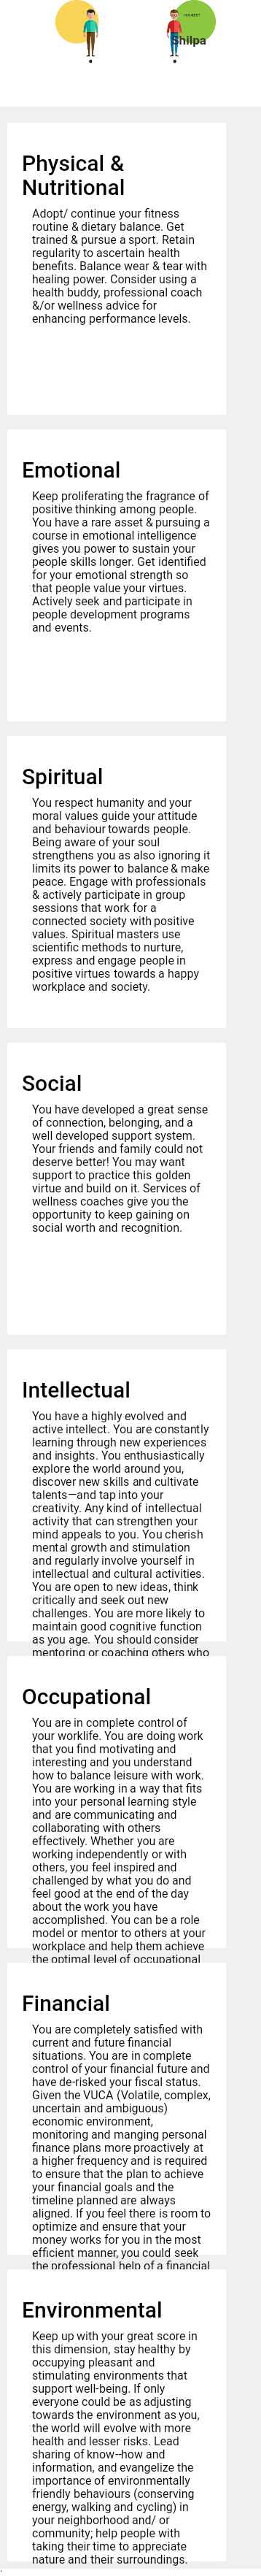 Shilpa
Physical &
Nutritional
Adopt/ continue your fitness
routine & dietary balance. Get
trained & pursue a sport. Retain
regularity to ascertain health
benefits. Balance wear & tear with
healing power. Consider using a
health buddy, professional coach
&/or wellness advice for
enhancing performance levels.
Emotional
Keep proliferating the fragrance of
positive thinking among people.
You have a rare asset & pursuing a
course in emotional intelligence
gives you power to sustain your
people skills longer. Get identified
for your emotional strength so
that people value your virtues.
Actively seek and participate in
people development programs
and events.
Spiritual
You respect humanity and your
moral values guide your attitude
and behaviour towards people.
Being aware of your soul
strengthens you as also ignoring it
limits its power to balance & make
peace. Engage with professionals
& actively participate in group
sessions that work for a
connected society with positive
values. Spiritual masters use
scientific methods to nurture,
express and engage people in
positive virtues towards a happy
workplace and society.
Social
You have developed a great sense
of connection, belonging, and a
well developed support system.
Your friends and family could not
deserve better! You may want
support to practice this golden
virtue and build on it. Services of
wellness coaches give you the
opportunity to keep gaining on
social worth and recognition.
Intellectual
You have a highly evolved and
active intellect. You are constantly
learning through new experiences
and insights. You enthusiastically
explore the world around you,
discover new skills and cultivate
talents—and tap into your
creativity. Any kind of intellectual
activity that can strengthen your
mind appeals to you. You cherish
mental growth and stimulation
and regularly involve yourself in
intellectual and cultural activities.
You are open to new ideas, think
critically and seek out new
challenges. You are more likely to
maintain good cognitive function
as you age. You should consider
mentoring or coaching others who
Occupational
You are in complete control of
your worklife. You are doing work
that you find motivating and
interesting and you understand
how to balance leisure with work.
You are working in a way that fits
into your personal learning style
and are communicating and
collaborating with others
effectively. Whether you are
working independently or with
others, you feel inspired and
challenged by what you do and
feel good at the end of the day
about the work you have
accomplished. You can be a role
model or mentor to others at your
workplace and help them achieve
the optimal level of occupational
Financial
You are completely satisfied with
current and future financial
situations. You are in complete
control of your financial future and
have de-risked your fiscal status.
Given the VUCA (Volatile, complex,
uncertain and ambiguous)
economic environment,
monitoring and manging personal
finance plans more proactively at
a higher frequency and is required
to ensure that the plan to achieve
your financial goals and the
timeline planned are always
aligned. If you feel there is room to
optimize and ensure that your
money works for you in the most
efficient manner, you could seek
the professional help of a financial
Environmental
Keep up with your great score in
this dimension, stay healthy by
occupying pleasant and
stimulating environments that
support well-being. If only
everyone could be as adjusting
towards the environment as you,
the world will evolve with more
health and lesser risks. Lead
sharing of know--how and
information, and evangelize the
importance of environmentally
friendly behaviours (conserving
energy, walking and cycling) in
your neighborhood and/ or
community; help people with
taking their time to appreciate
nature and their surroundings.